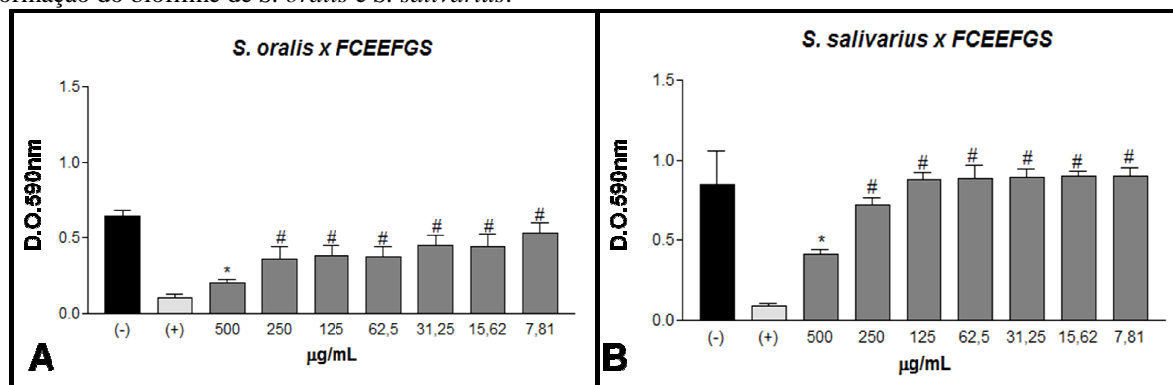 formação do biofilme de S. oralis e S. salivarius.
S. oralis x FCEEFGS
1.5
1.0
0.5
0.0
D.O.590nm
* # # # # # #
(-) (+) 500 250 125 62,5 31,25 15,62 7,81
µg/mL
A
S. salivarius x FCEEFGS
1.5
1.0
0.5
0.0
D.O.590nm
* # # # # # #
(-) (+) 500 250 125 62,5 31,25 15,62 7,81
µg/mL
B